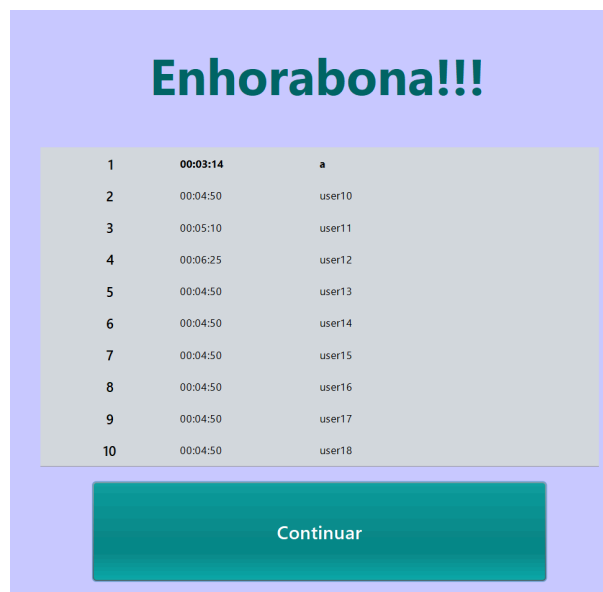 Enhorabona!!!
1 00:03:14 a
2 00:04:50 user10
3 00:05:10 user11
4 00:06:25 user12
5 00:04:50 user13
6 00:04:50 user14
7 00:04:50 user15
8 00:04:50 user16
9 00:04:50 user17
10 00:04:50 user18
Continuar